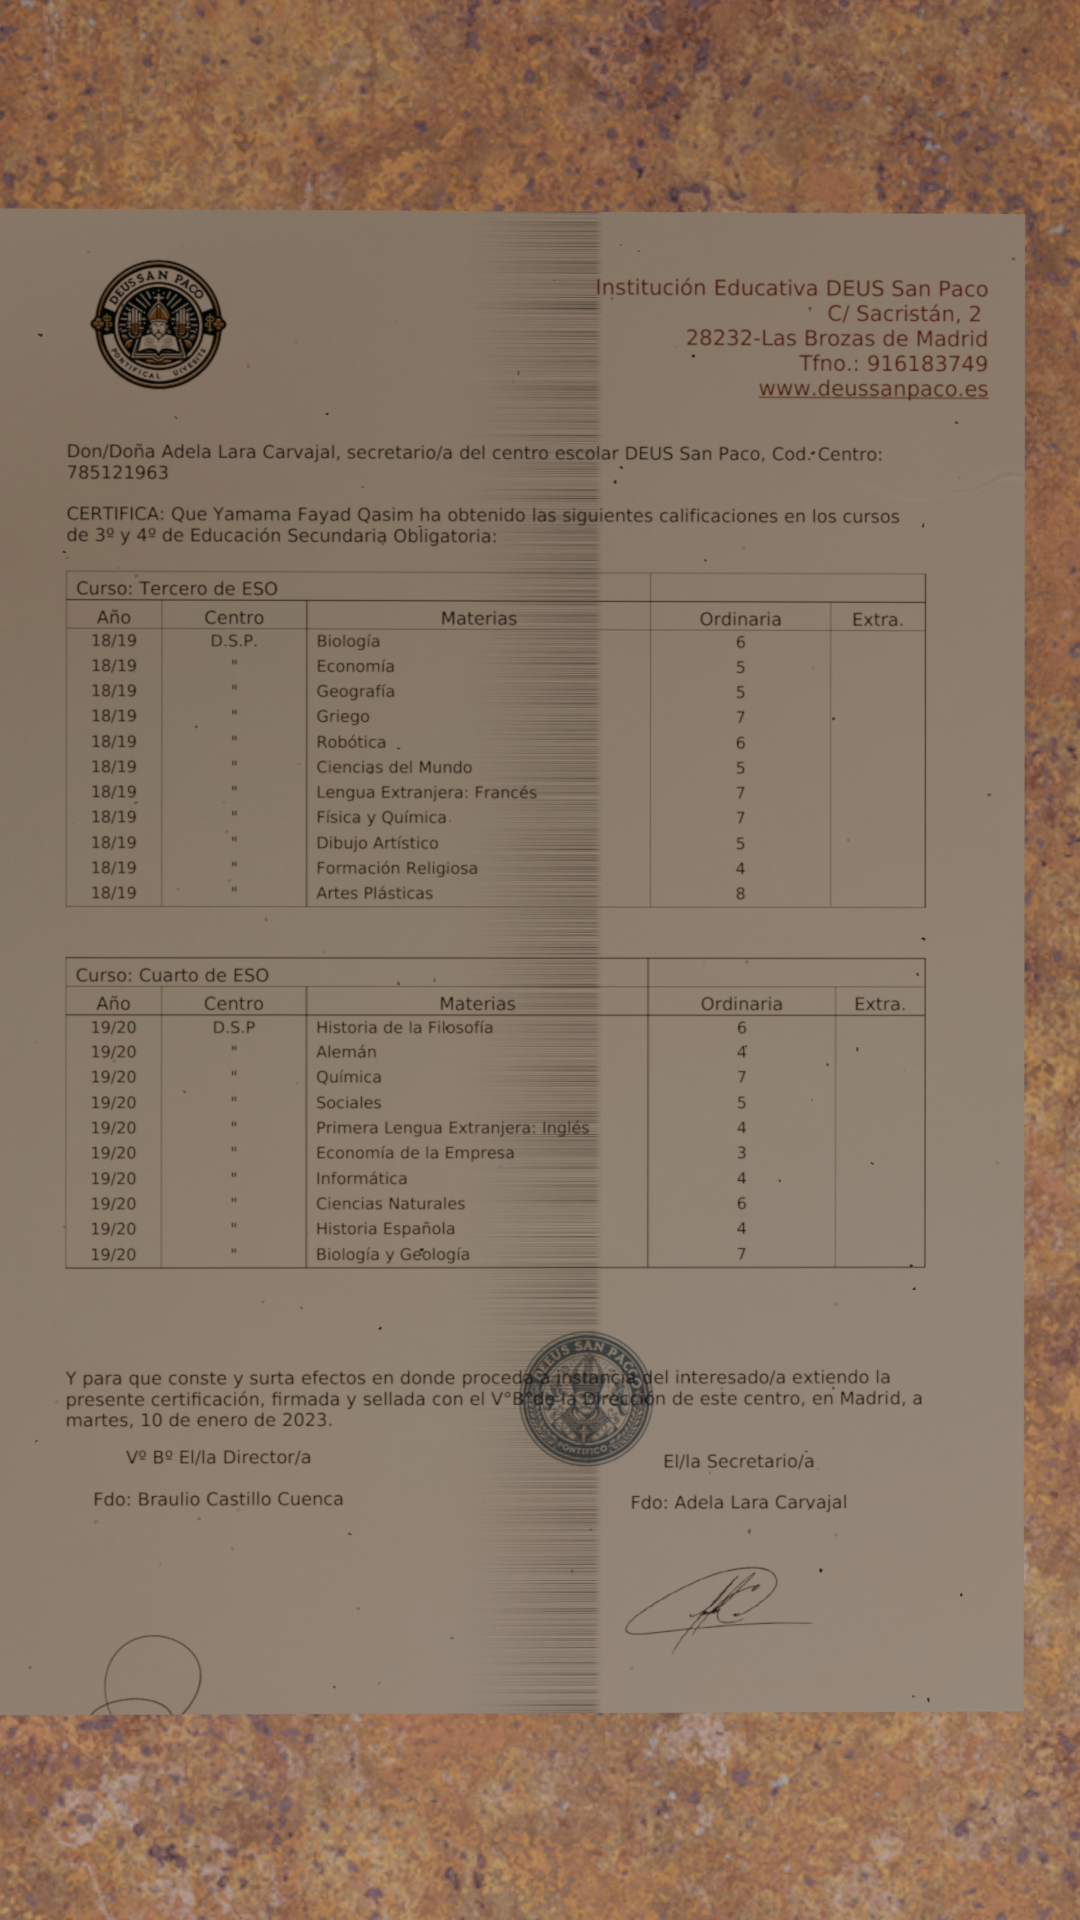 DEUSSAN PACO
PONTIFICAL UIVERITS
Institución Educativa DEUS San Paco
C/ Sacristán, 2
28232-Las Brozas de Madrid
Tfno.: 916183749
www.deussanpaco.es
Don/Doña Adela Lara Carvajal, secretario/a del centro escolar DEUS San Paco, Cod. Centro:
785121963
CERTIFICA: Que Yamama Fayad Qasim ha obtenido las siguientes calificaciones en los cursos
de 3º y 4º de Educación Secundaria Obligatoria:
Curso: Tercero de ESO
Año Centro Materias Ordinaria Extra.
18/19 D.S.P. Biología 6
18/19 " Economía 5
18/19 " Geografía 5
18/19 " Griego 7
18/19 " Robótica 6
18/19 " Ciencias del Mundo 5
18/19 " Lengua Extranjera: Francés 7
18/19 " Física y Química 7
18/19 " Dibujo Artístico 5
18/19 " Formación Religiosa 4
18/19 " Artes Plásticas 8
Curso: Cuarto de ESO
Año Centro Materias Ordinaria Extra.
19/20 D.S.P Historia de la Filosofía 6
19/20 " Alemán 4
19/20 " Química 7
19/20 " Sociales 5
19/20 " Primera Lengua Extranjera: Inglés 4
19/20 " Economía de la Empresa 3
19/20 " Informática 4
19/20 " Ciencias Naturales 6
19/20 " Historia Española 4
19/20 " Biología y Geología 7
DEEUS SAN PACO
PONTIFICO
Y para que conste y surta efectos en donde proceda a instancia del interesado/a extiendo la
presente certificación, firmada y sellada con el V°B°de la Dirección de este centro, en Madrid, a
martes, 10 de enero de 2023.
Vº Bº El/la Director/a
El/la Secretario/a
Fdo: Braulio Castillo Cuenca
Fdo: Adela Lara Carvajal